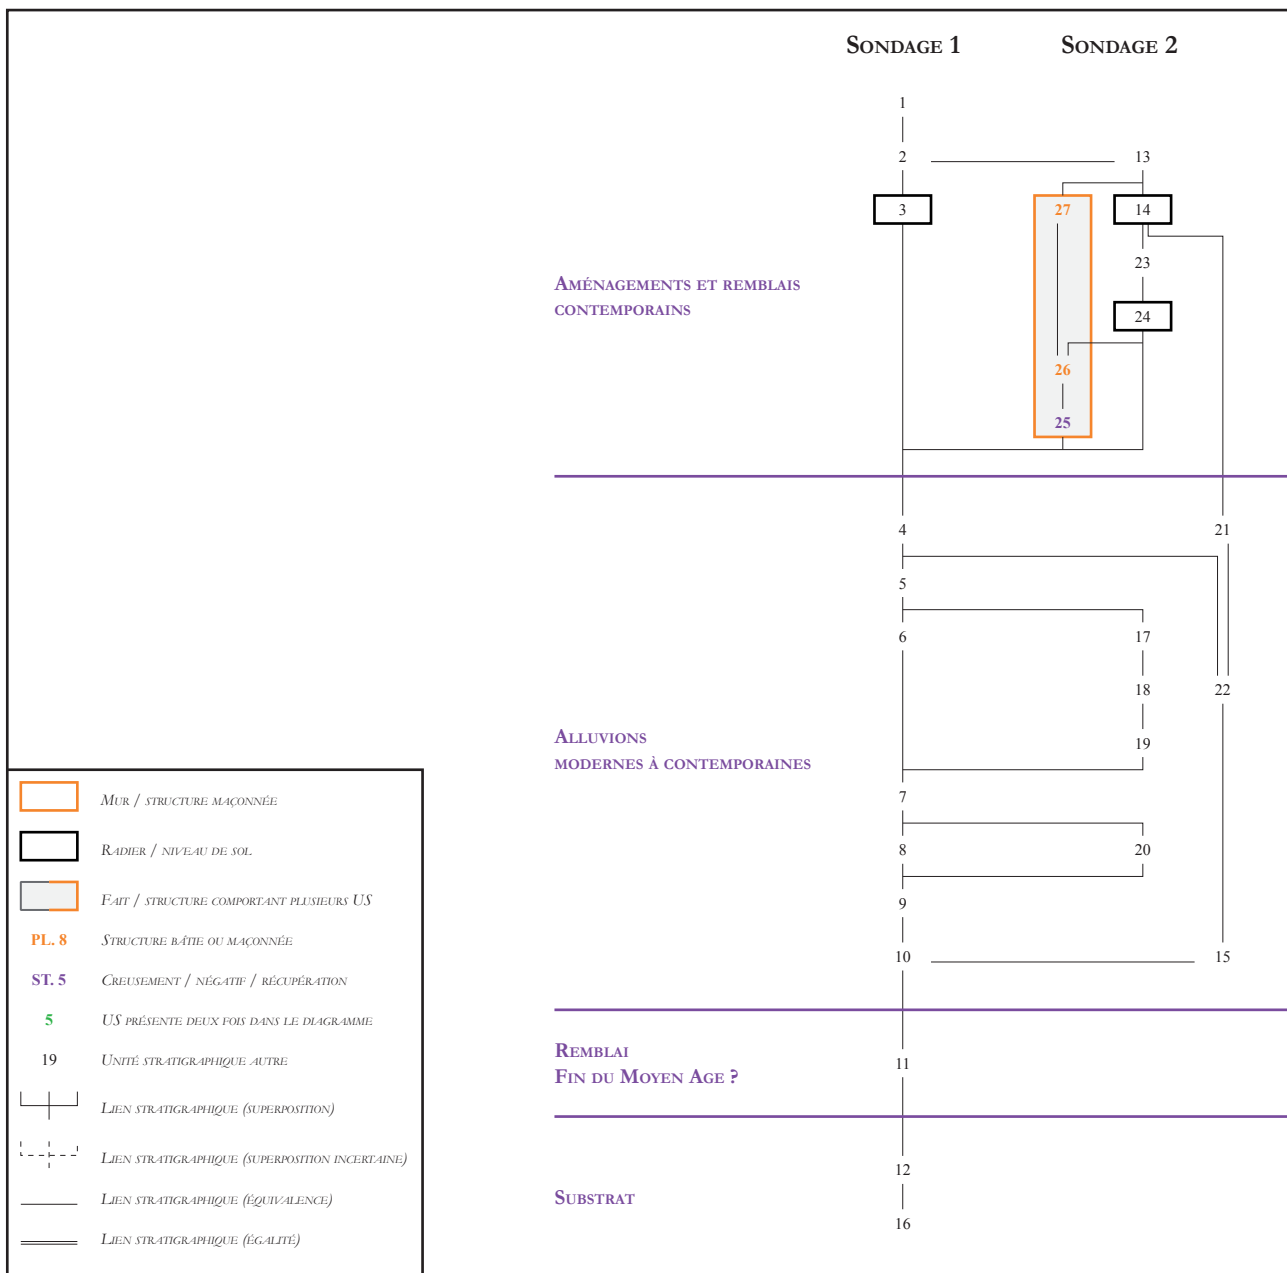 Sondage 1 Sondage 2
1
2 13
3 27 14
23
Aménagements et remblais
contemporains
24
26
25
4 21
5
6 17
18 22
Alluvions
modernes à contemporaines
19
7
8 20
9
10 15
Remblai
Fin du Moyen Age ?
11
12
Substrat
16
Mur / structure maçonnée
Radier / niveau de sol
Fait / structure comportant plusieurs US
PL. 8 Structure bâtie ou maçonnée
ST. 5 Creusement / négatif / récupération
5 US présente deux fois dans le diagramme
19 Unité stratigraphique autre
Lien stratigraphique (superposition)
Lien stratigraphique (superposition incertaine)
Lien stratigraphique (équivalence)
Lien stratigraphique (égalité)